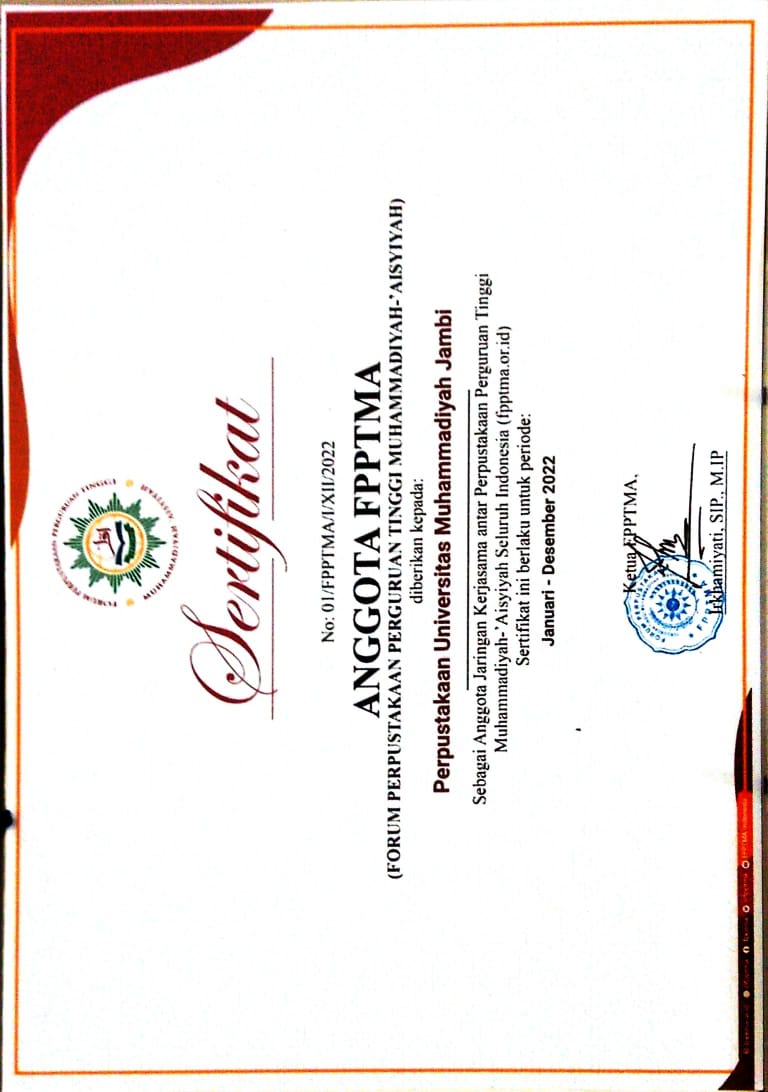 FORUM PERPUSTAKAAN PERGURUAN TINGGI
MUHAMMADIYAH 'AISYIYAH
Sertifikat
No: 01/FPPTMA/I/XII/2022
ANGGOTA FPPTMA
(FORUM PERPUSTAKAAN PERGURUAN TINGGI MUHAMMADIYAH-'AISYIYAH)
diberikan kepada:
Perpustakaan Universitas Muhammadiyah Jambi
Sebagai Anggota Jaringan Kerjasama antar Perpustakaan Perguruan Tinggi
Muhammadiyah-'Aisyiyah Seluruh Indonesia (fpptma.or.id)
Sertifikat ini berlaku untuk periode:
Januari - Desember 2022
Ketua FPPTMA,
FORUM PERPUSTAKA
FPPTMA
Irkhamiyati, SIP., M.IP
FPPTMA Indonesia